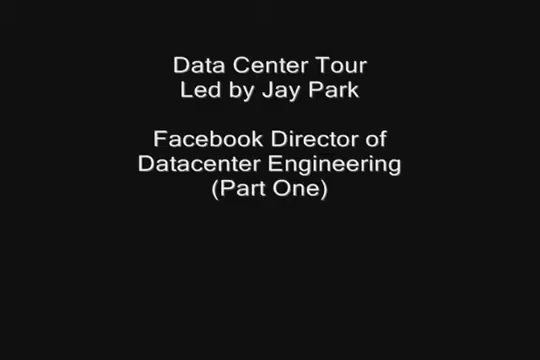 Data Center Tour
Led by Jay Park
Facebook Director of
Datacenter Engineering
(Part One)